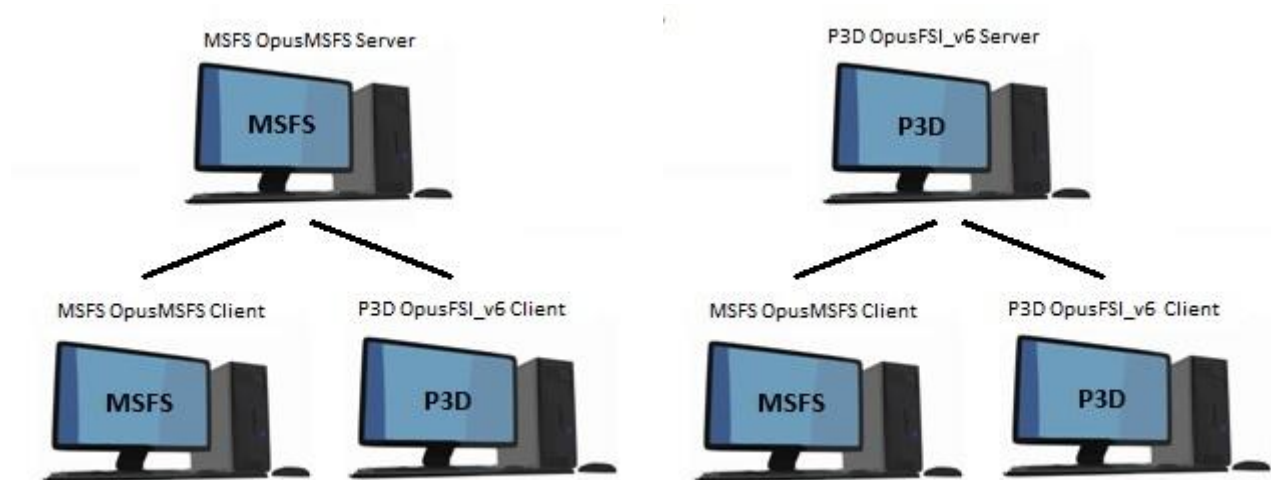 MSFS OpusMSFS Server
P3D OpusFSI_v6 Server
MSFS
P3D
MSFS OpusMSFS Client
P3D OpusFSI_v6 Client
MSFS OpusMSFS Client
P3D OpusFSI_v6 Client
MSFS
P3D
MSFS
P3D